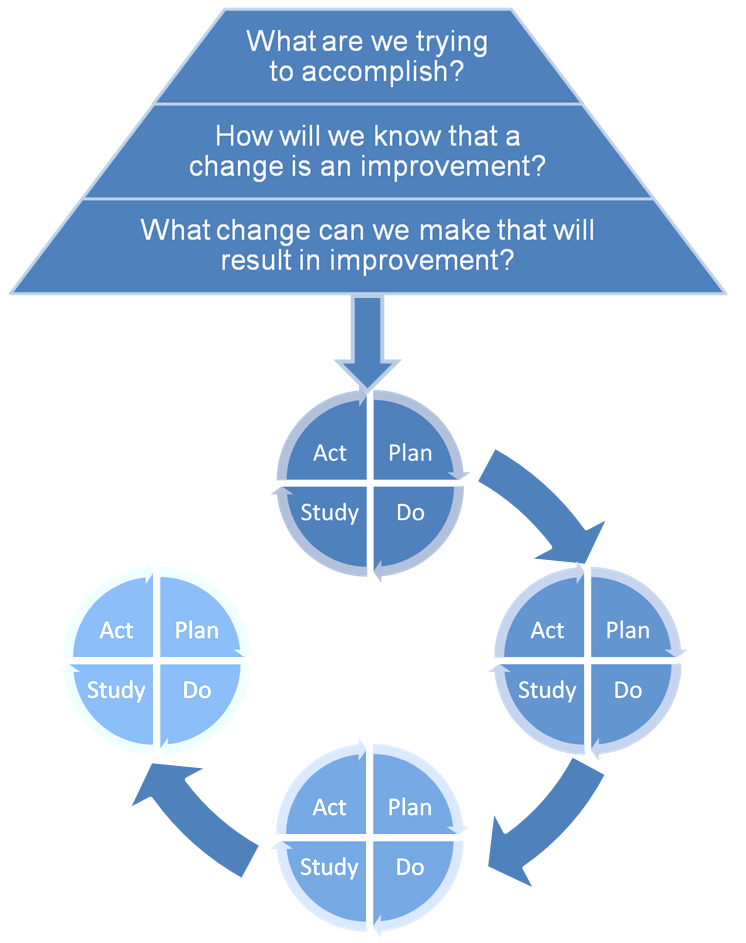 What are we trying
to accomplish?
How will we know that a
change is an improvement?
What change can we make that will
result in improvement?
Act Plan
Study Do
Act Plan
Study Do
Act Plan
Study Do
Act Plan
Study Do